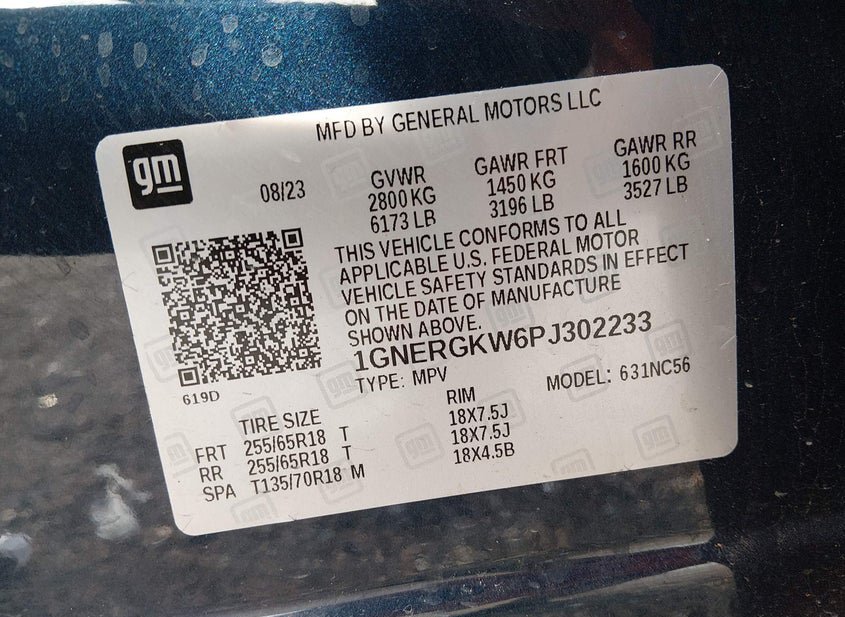 MFD BY GENERAL MOTORS LLC
gm
08/23
GVWR
2800 KG
6173 LB
GAWR FRT
1450 KG
3196 LB
GAWR RR
1600 KG
3527 LB
THIS VEHICLE CONFORMS TO ALL
APPLICABLE U.S. FEDERAL MOTOR
VEHICLE SAFETY STANDARDS IN EFFECT
ON THE DATE OF MANUFACTURE
SHOWN ABOVE.
1GNERGKW6PJ302233
TYPE: MPV MODEL: 631NC56
619D
TIRE SIZE RIM
FRT 255/65R18 T 18X7.5J
RR 255/65R18 T 18X7.5J
SPA T135/70R18 M 18X4.5B